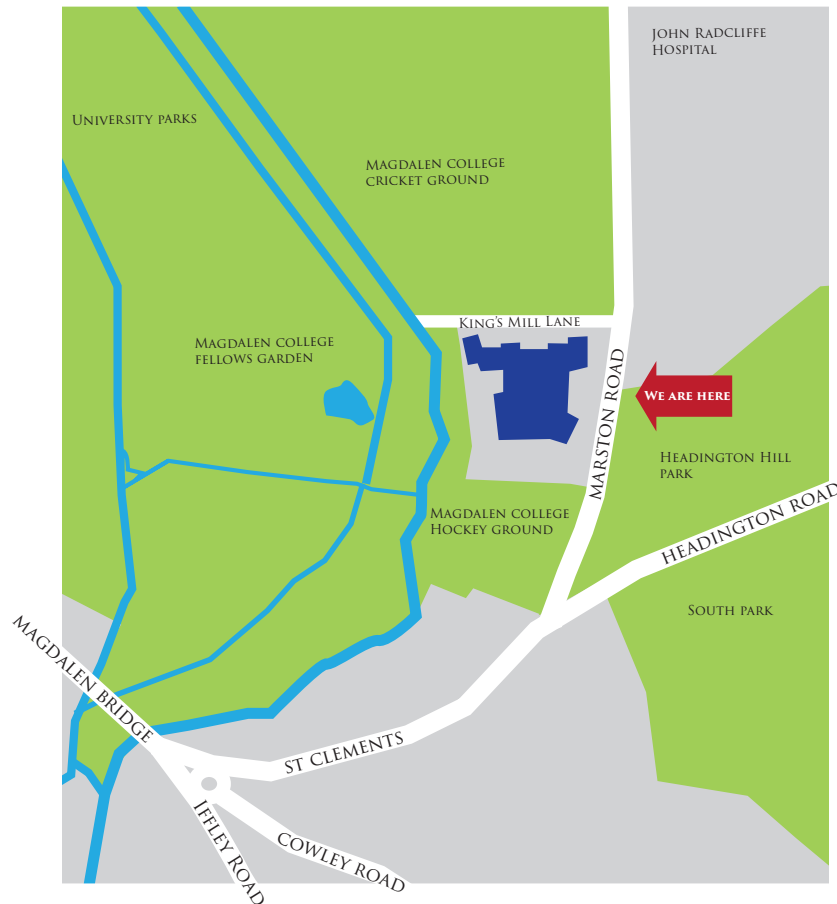 John Radcliffe
Hospital
University parks
Magdalen college
cricket ground
King's Mill Lane
Magdalen college
fellows garden
Marston Road
We are here
Headington Hill
park
Magdalen college
Hockey ground
Headington Road
South park
Magdalen Bridge
St Clements
Iffley Road
Cowley Road